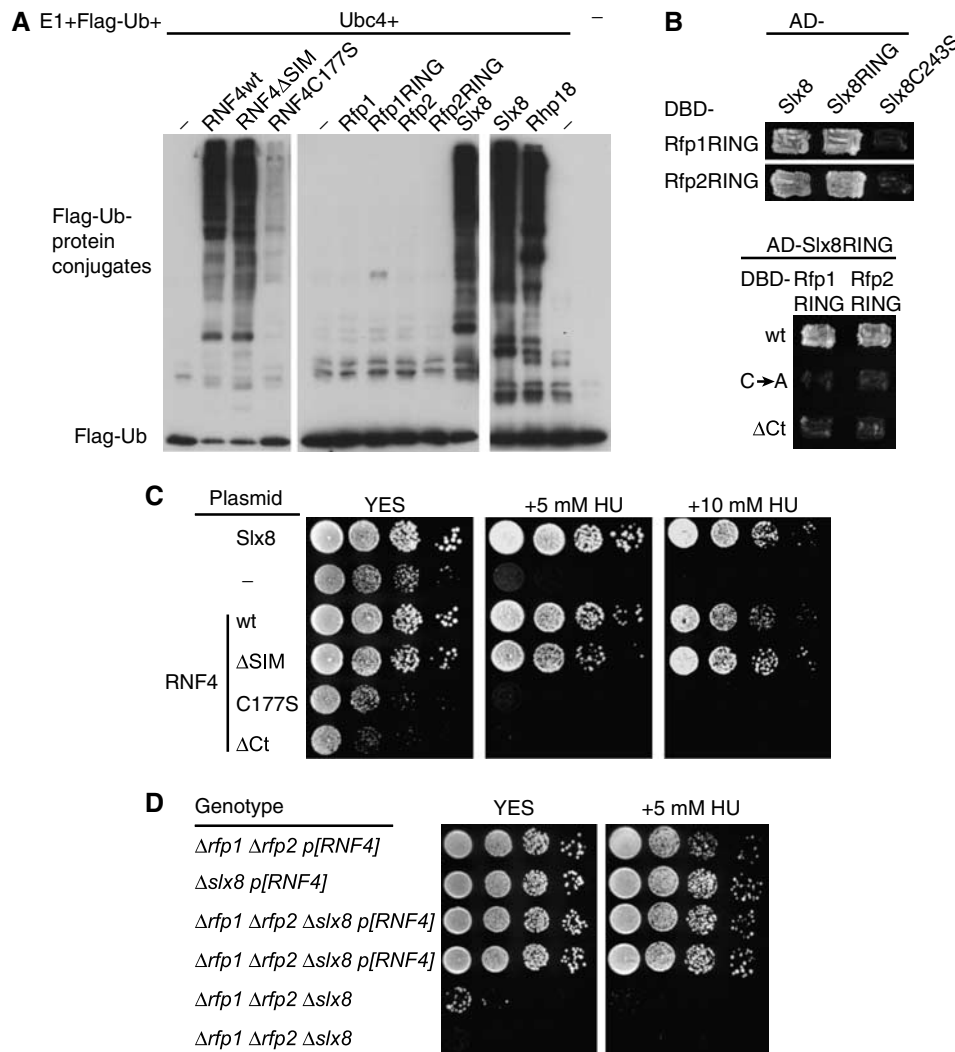 A
E1+Flag-Ub+
Ubc4+
–
–
RNF4wt
RNF4ΔSIM
RNF4C177S
–
Rfp1
Rfp1RING
Rfp2
Rfp2RING
Slx8
Slx8
Rhp18
–
Flag-Ub-
protein
conjugates
Flag-Ub
B
AD-
DBD-
Slx8
Slx8RING
Slx8C243S
Rfp1RING
Rfp2RING
AD-Slx8RING
DBD- Rfp1 Rfp2
RING RING
wt
C➔A
ΔCt
C
Plasmid
YES
+5 mM HU
+10 mM HU
Slx8
–
RNF4
wt
ΔSIM
C177S
ΔCt
D
Genotype
YES
+5 mM HU
Δrfp1 Δrfp2 p[RNF4]
Δslx8 p[RNF4]
Δrfp1 Δrfp2 Δslx8 p[RNF4]
Δrfp1 Δrfp2 Δslx8 p[RNF4]
Δrfp1 Δrfp2 Δslx8
Δrfp1 Δrfp2 Δslx8